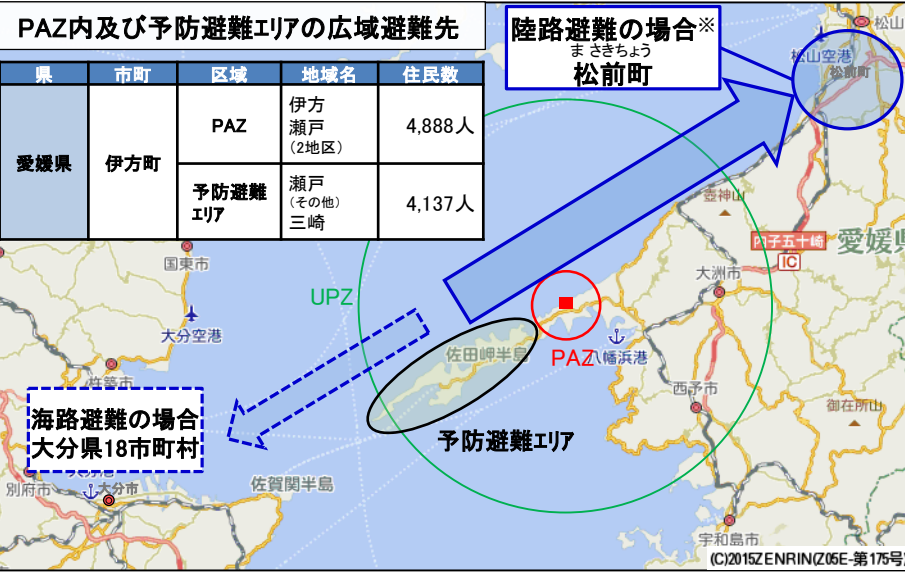 PAZ内及び予防避難エリアの広域避難先
県 市町 区域 地域名 住民数
愛媛県 伊方町 PAZ 伊方 瀬戸 (2地区) 4,888人
予防避難エリア 瀬戸 (その他) 三崎 4,137人
陸路避難の場合※
まさきちょう
松前町
松山空港
松前町
松山
壺神山
内子五十崎
IC
愛媛県
大洲市
国東市
UPZ
大分空港
佐田岬半島
PAZ
八幡浜港
杵築市
西予市
御在所山
海路避難の場合
大分県18市町村
予防避難エリア
別府市
大分市
佐賀関半島
宇和島市
(C)2015ZENRIN(Z05E-第175号)